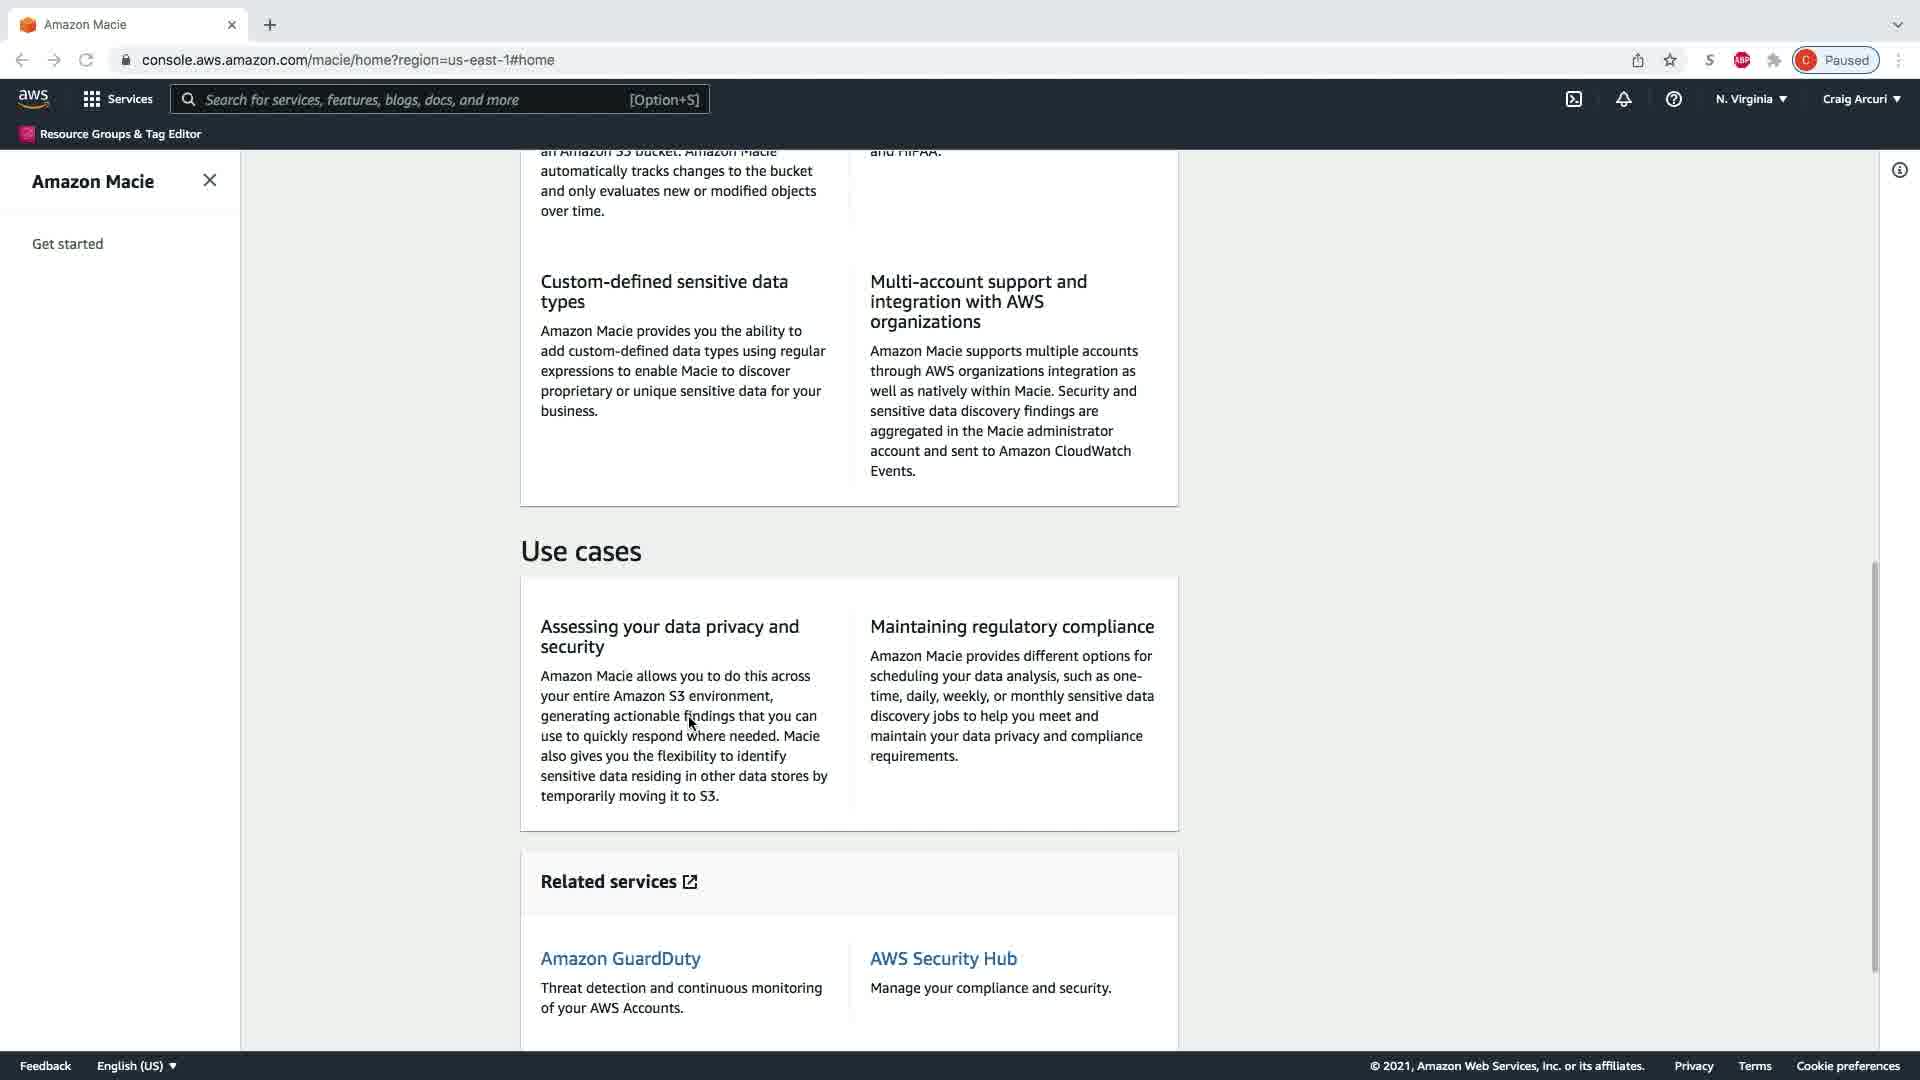 Amazon Macie
console.aws.amazon.com/macie/home?region=us-east-1#home
S
ABP
C
Paused
aws
Services
Search for services, features, blogs, docs, and more
[Option+S]
N. Virginia
Craig Arcuri
Resource Groups & Tag Editor
Amazon Macie
Get started
an Amazon S3 bucket. Amazon Macie
automatically tracks changes to the bucket
and only evaluates new or modified objects
over time.
and HIPAA.
Custom-defined sensitive data
types
Amazon Macie provides you the ability to
add custom-defined data types using regular
expressions to enable Macie to discover
proprietary or unique sensitive data for your
business.
Multi-account support and
integration with AWS
organizations
Amazon Macie supports multiple accounts
through AWS organizations integration as
well as natively within Macie. Security and
sensitive data discovery findings are
aggregated in the Macie administrator
account and sent to Amazon CloudWatch
Events.
Use cases
Assessing your data privacy and
security
Amazon Macie allows you to do this across
your entire Amazon S3 environment,
generating actionable findings that you can
use to quickly respond where needed. Macie
also gives you the flexibility to identify
sensitive data residing in other data stores by
temporarily moving it to S3.
Maintaining regulatory compliance
Amazon Macie provides different options for
scheduling your data analysis, such as one-
time, daily, weekly, or monthly sensitive data
discovery jobs to help you meet and
maintain your data privacy and compliance
requirements.
Related services
Amazon GuardDuty
Threat detection and continuous monitoring
of your AWS Accounts.
AWS Security Hub
Manage your compliance and security.
Feedback
English (US)
© 2021, Amazon Web Services, Inc. or its affiliates.
Privacy
Terms
Cookie preferences